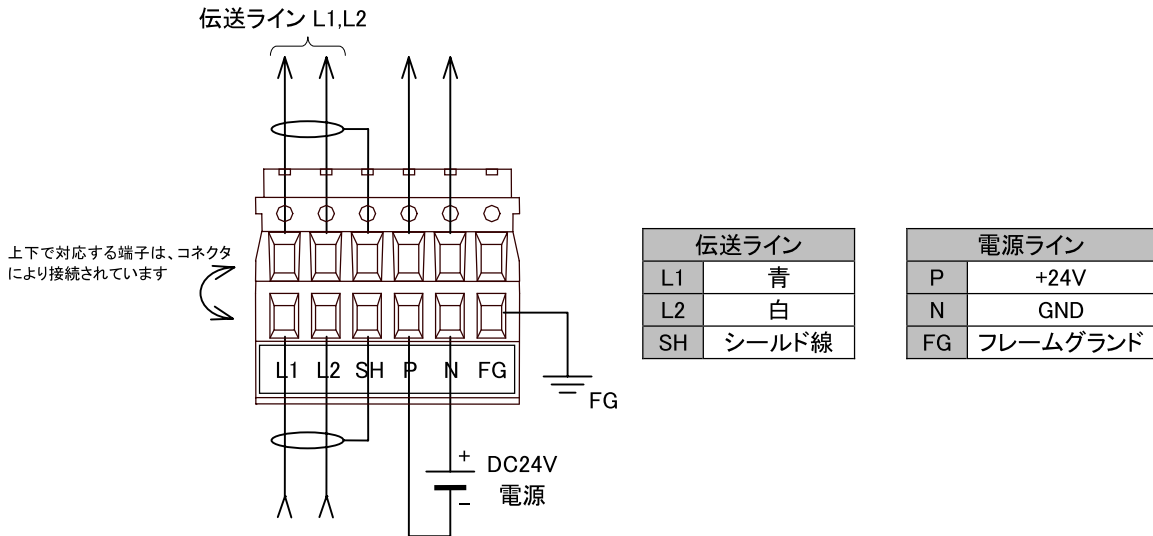 伝送ライン L1,L2
上下で対応する端子は、コネクタ
により接続されています
L1 L2 SH P N FG
FG
+
DC24V
電源
−
伝送ライン
L1 青
L2 白
SH シールド線
電源ライン
P +24V
N GND
FG フレームグランド